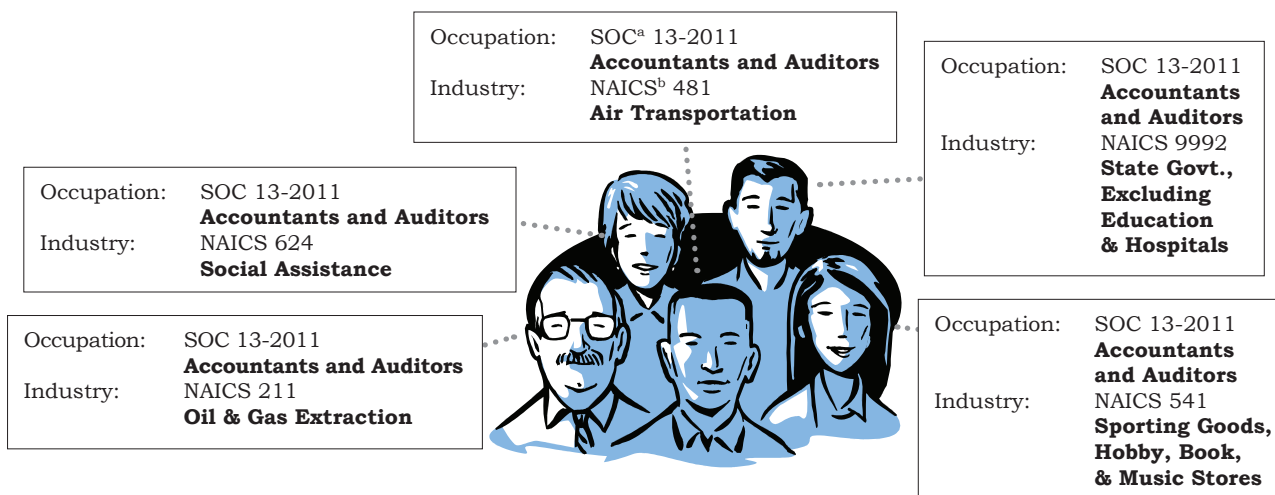 Occupation: SOCᵃ 13-2011
Accountants and Auditors
Industry: NAICSᵇ 481
Air Transportation
Occupation: SOC 13-2011
Accountants
and Auditors
Industry: NAICS 9992
State Govt.,
Excluding
Education
& Hospitals
Occupation: SOC 13-2011
Accountants and Auditors
Industry: NAICS 624
Social Assistance
Occupation: SOC 13-2011
Accountants and Auditors
Industry: NAICS 211
Oil & Gas Extraction
Occupation: SOC 13-2011
Accountants
and Auditors
Industry: NAICS 541
Sporting Goods,
Hobby, Book,
& Music Stores